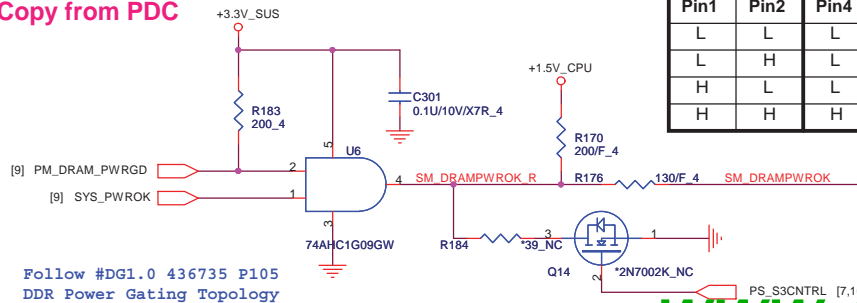 Copy from PDC
+3.3V_SUS
Pin1 Pin2 Pin4
L L L
L H L
H L L
H H H
C301
0.1U/10V/X7R_4
+1.5V_CPU
R183
200_4
R170
200/F_4
5
U6
[9] PM_DRAM_PWRGD
2
4
SM_DRAMPWROK_R
R176
130/F_4
SM_DRAMPWROK
[9] SYS_PWROK
1
3
74AHC1G09GW
R184
*39_NC
3
1
Q14
*2N7002K_NC
2
PS_S3CNTRL [7,1
Follow #DG1.0 436735 P105
DDR Power Gating Topology